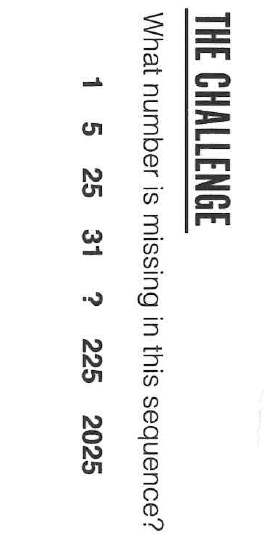 THE CHALLENGE
What number is missing in this sequence?
1 5 25 31 ? 225 2025